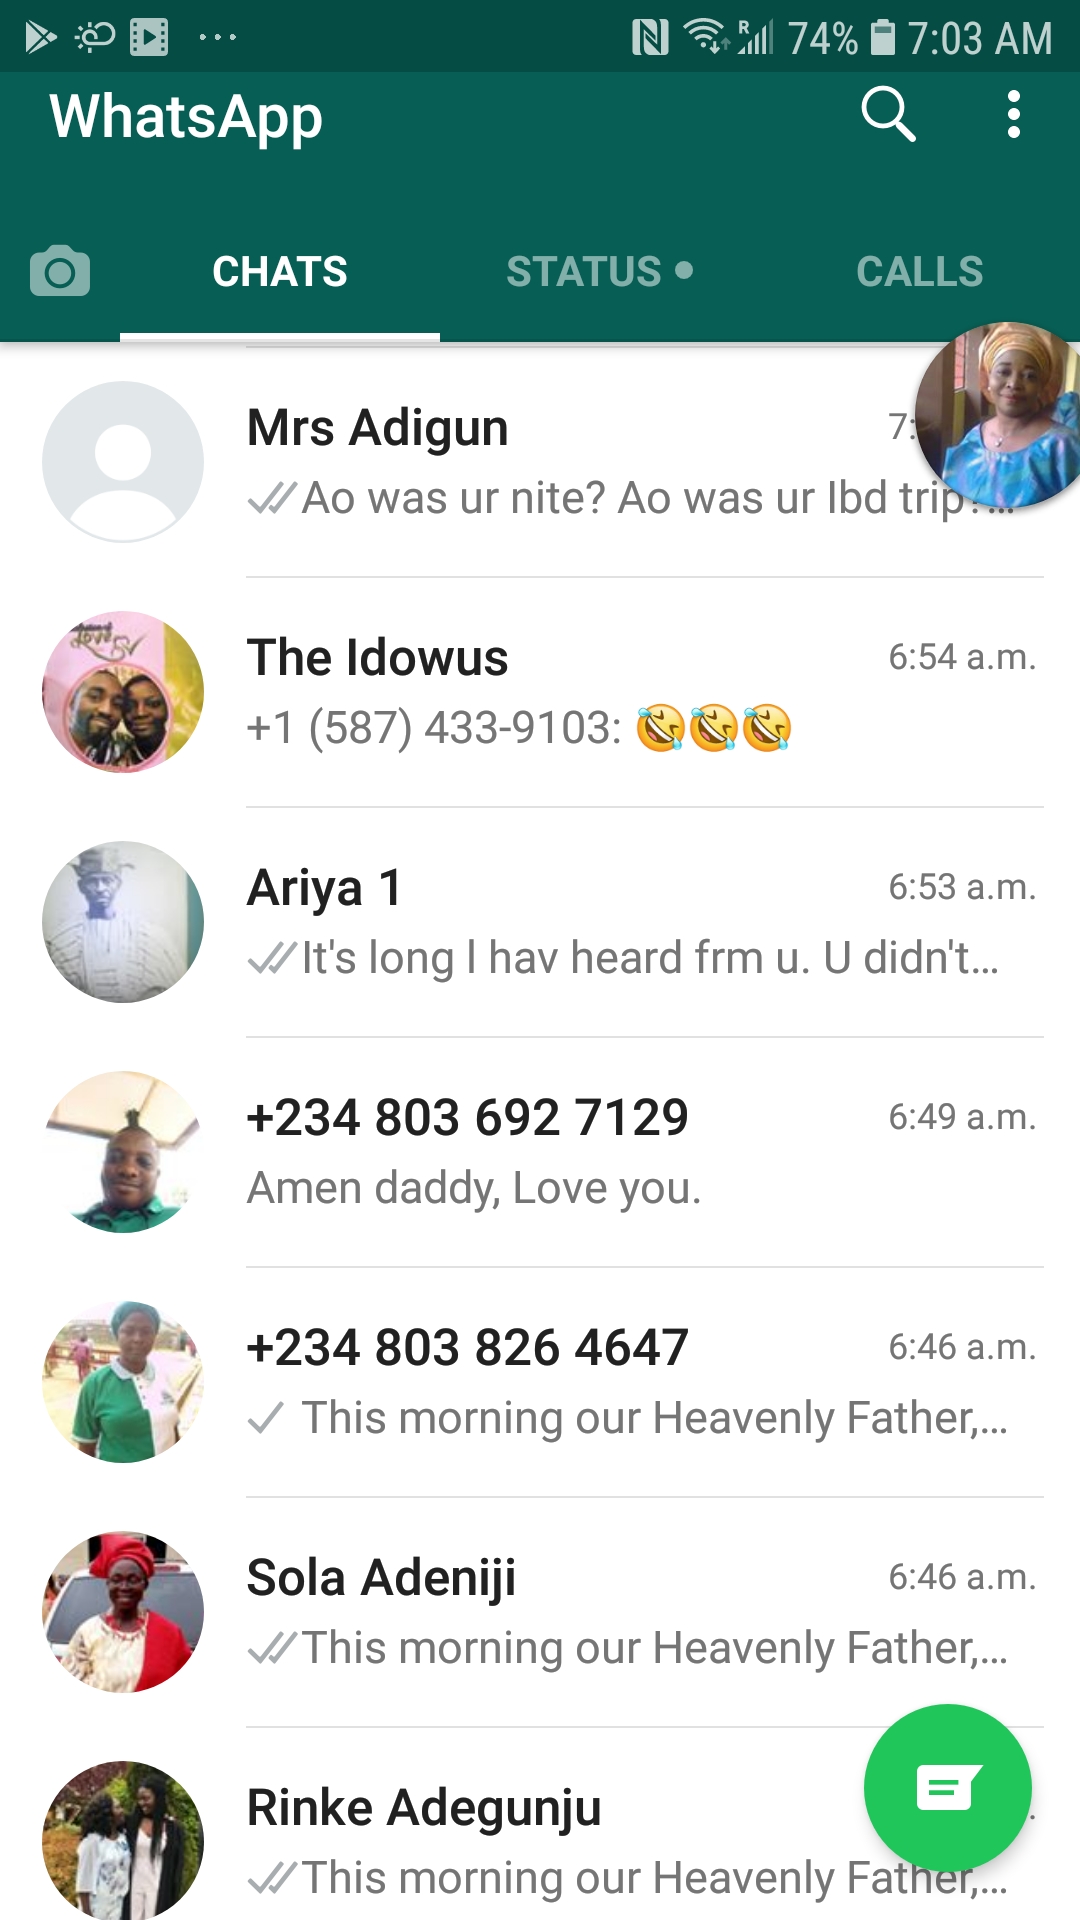 74% 7:03 AM
WhatsApp
CHATS STATUS CALLS
Mrs Adigun 7:
Ao was ur nite? Ao was ur Ibd trip?...
The Idowus 6:54 a.m.
+1 (587) 433-9103: 🤣🤣🤣
Ariya 1 6:53 a.m.
It's long I hav heard frm u. U didn't...
+234 803 692 7129 6:49 a.m.
Amen daddy, Love you.
+234 803 826 4647 6:46 a.m.
This morning our Heavenly Father,...
Sola Adeniji 6:46 a.m.
This morning our Heavenly Father,...
Rinke Adegunju
This morning our Heavenly Father,...